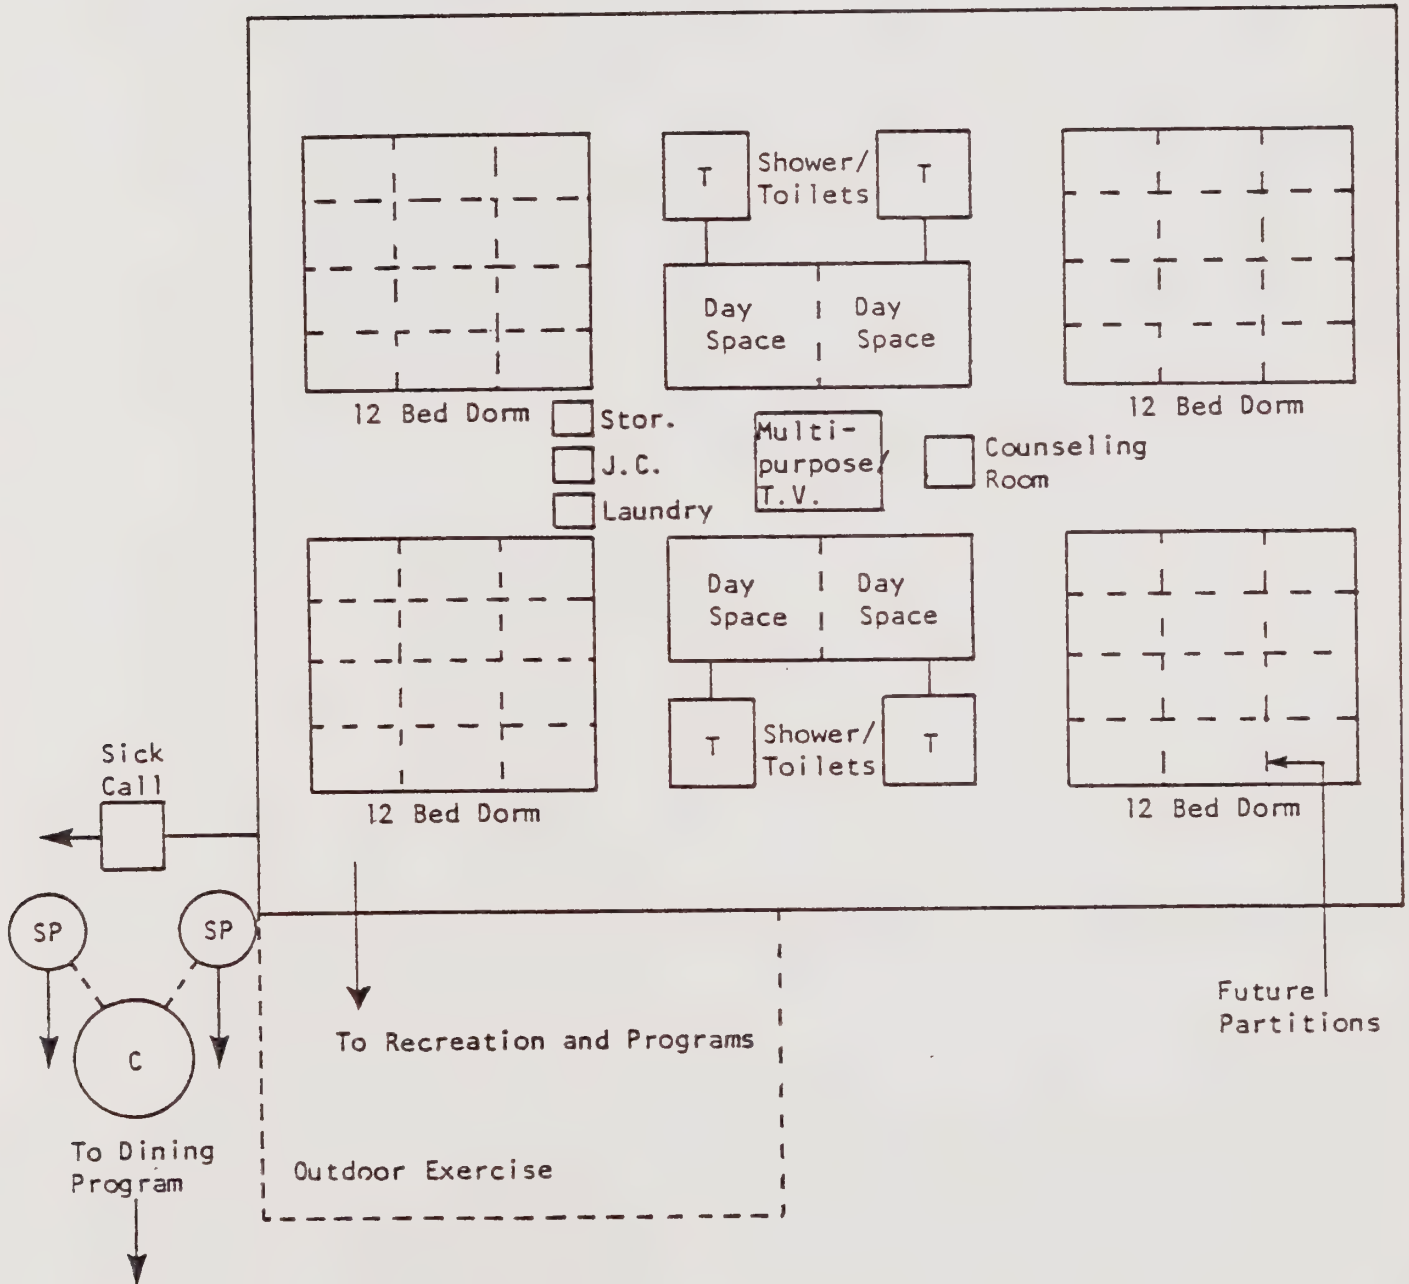 T
Shower/
Toilets
T
Day
Space
Day
Space
12 Bed Dorm
12 Bed Dorm
Stor.
J.C.
Laundry
Multi-
purpose/
T.V.
Counseling
Room
Day
Space
Day
Space
T
Shower/
Toilets
T
12 Bed Dorm
12 Bed Dorm
Sick
Call
SP
SP
C
To Recreation and Programs
Future
Partitions
To Dining
Program
Outdoor Exercise